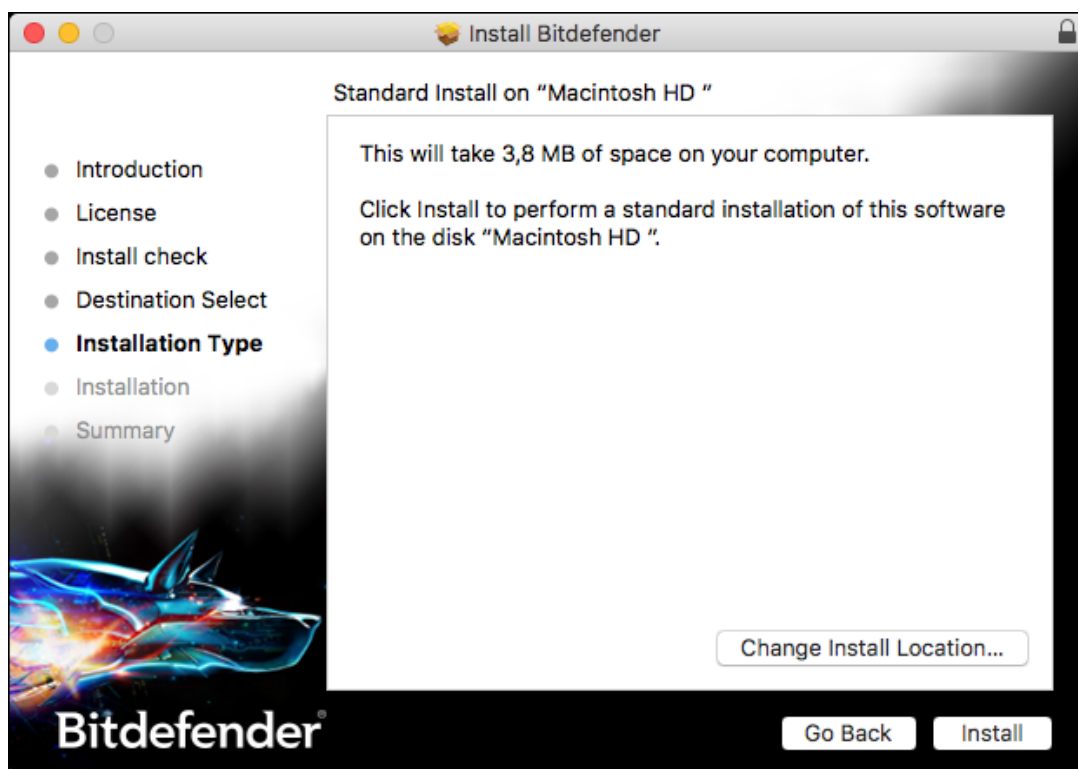 Install Bitdefender
Standard Install on “Macintosh HD ”
Introduction
License
Install check
Destination Select
Installation Type
Installation
Summary
This will take 3,8 MB of space on your computer.
Click Install to perform a standard installation of this software
on the disk “Macintosh HD ”.
Change Install Location...
Bitdefender®
Go Back
Install